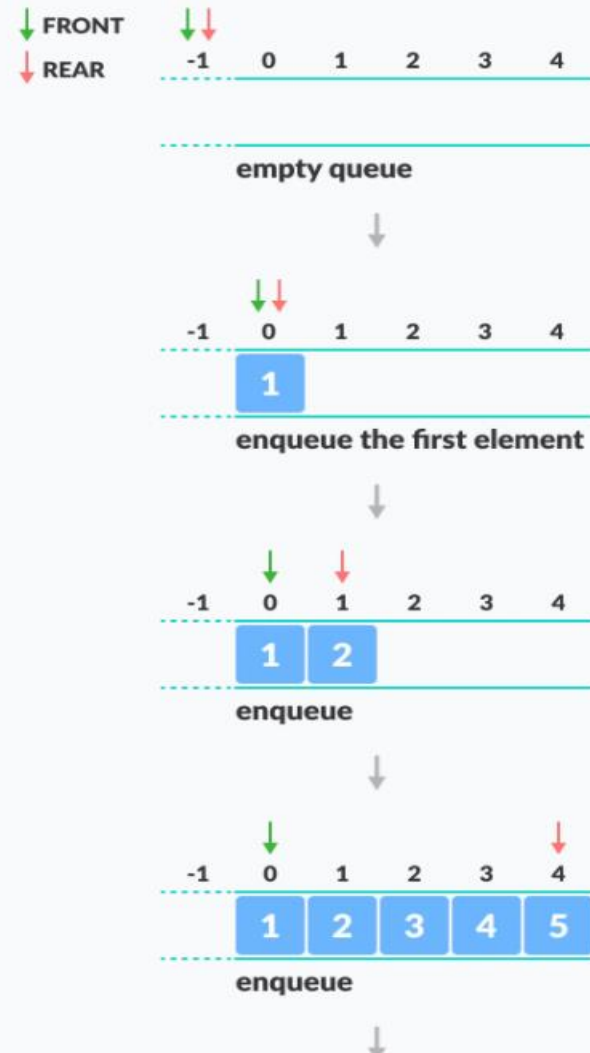 FRONT
REAR
-1 0 1 2 3 4
empty queue
-1 0 1 2 3 4
1
enqueue the first element
-1 0 1 2 3 4
1 2
enqueue
-1 0 1 2 3 4
1 2 3 4 5
enqueue